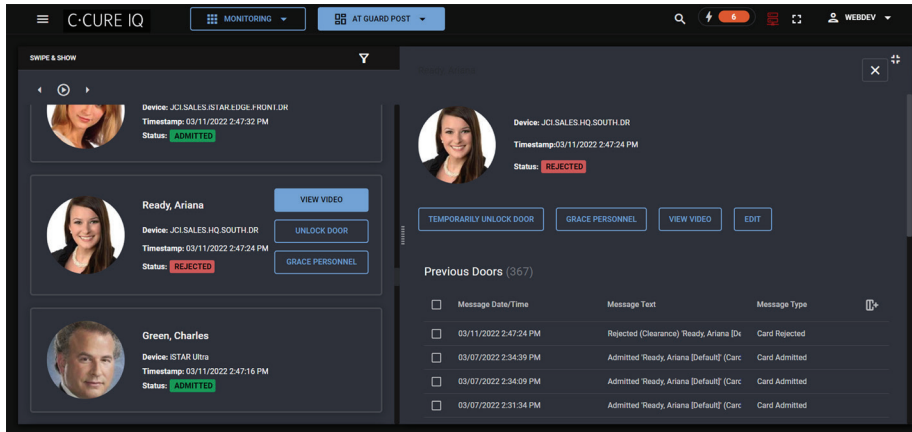 C•CURE IQ
MONITORING
AT GUARD POST
6
WEBDEV
SWIPE & SHOW
Device: JCI.SALES.ISTAR.EDGE.FRONT.DR
Timestamp: 03/11/2022 2:47:32 PM
Status: ADMITTED
Ready, Ariana
Device: JCI.SALES.HQ.SOUTH.DR
Timestamp: 03/11/2022 2:47:24 PM
Status: REJECTED
VIEW VIDEO
UNLOCK DOOR
GRACE PERSONNEL
Green, Charles
Device: iSTAR Ultra
Timestamp: 03/11/2022 2:47:16 PM
Status: ADMITTED
Ready, Ariana
Device: JCI.SALES.HQ.SOUTH.DR
Timestamp:03/11/2022 2:47:24 PM
Status: REJECTED
TEMPORARILY UNLOCK DOOR
GRACE PERSONNEL
VIEW VIDEO
EDIT
Previous Doors (367)
Message Date/Time Message Text Message Type
03/11/2022 2:47:24 PM Rejected (Clearance) 'Ready, Ariana [De Card Rejected
03/07/2022 2:34:39 PM Admitted 'Ready, Ariana [Default]' (Carc Card Admitted
03/07/2022 2:34:09 PM Admitted 'Ready, Ariana [Default]' (Carc Card Admitted
03/07/2022 2:31:34 PM Admitted 'Ready, Ariana [Default]' (Carc Card Admitted